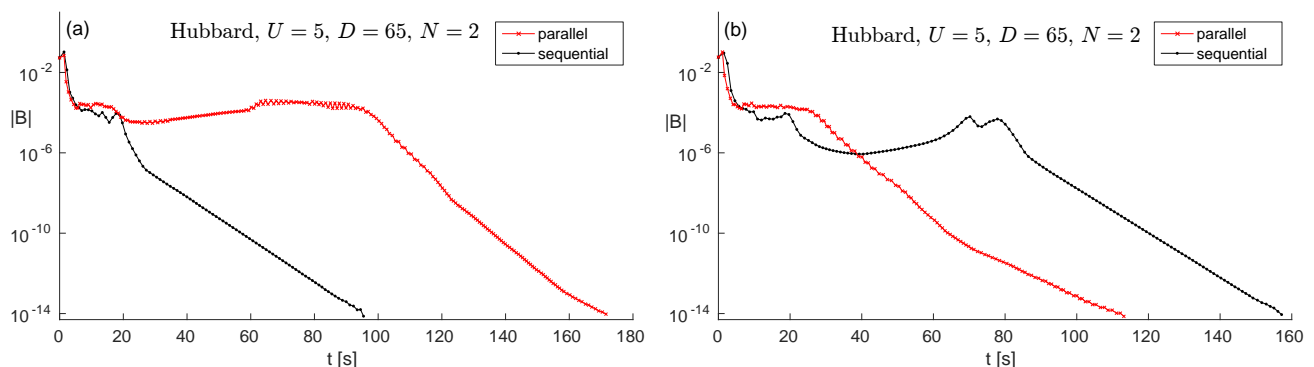 (a)
Hubbard, U = 5, D = 65, N = 2
parallel
sequential
|B|
10^-2
10^-6
10^-10
10^-14
0 20 40 60 80 100 120 140 160 180
t [s]
(b)
Hubbard, U = 5, D = 65, N = 2
parallel
sequential
|B|
10^-2
10^-6
10^-10
10^-14
0 20 40 60 80 100 120 140 160
t [s]